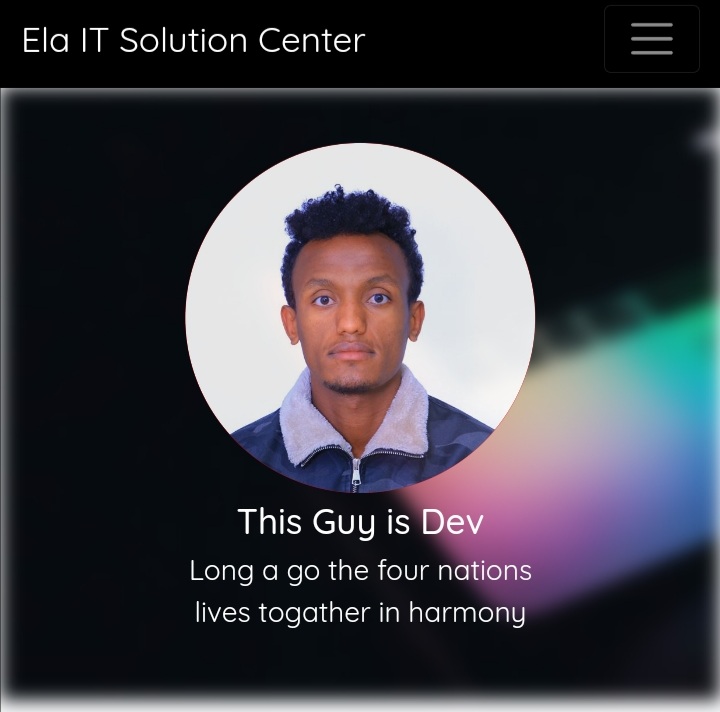 Ela IT Solution Center
This Guy is Dev
Long a go the four nations
lives togather in harmony